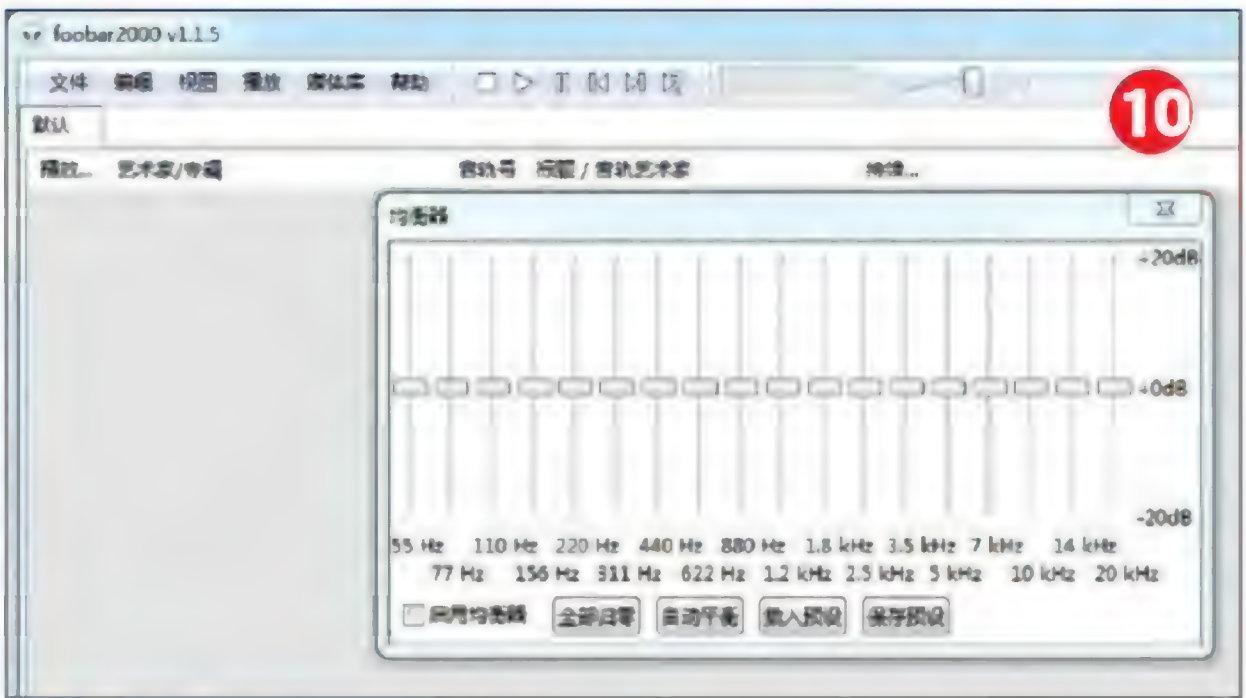 foobar2000 v1.1.5
文件 编辑 视图 播放 媒体库 帮助
10
默认
播放... 艺术家/专辑 音轨号 标题 / 音轨艺术家 持续...
均衡器
+20dB
+0dB
-20dB
55 Hz 110 Hz 220 Hz 440 Hz 880 Hz 1.8 kHz 3.5 kHz 7 kHz 14 kHz
77 Hz 156 Hz 311 Hz 622 Hz 1.2 kHz 2.5 kHz 5 kHz 10 kHz 20 kHz
启用均衡器 全部归零 自动平衡 载入预设 保存预设